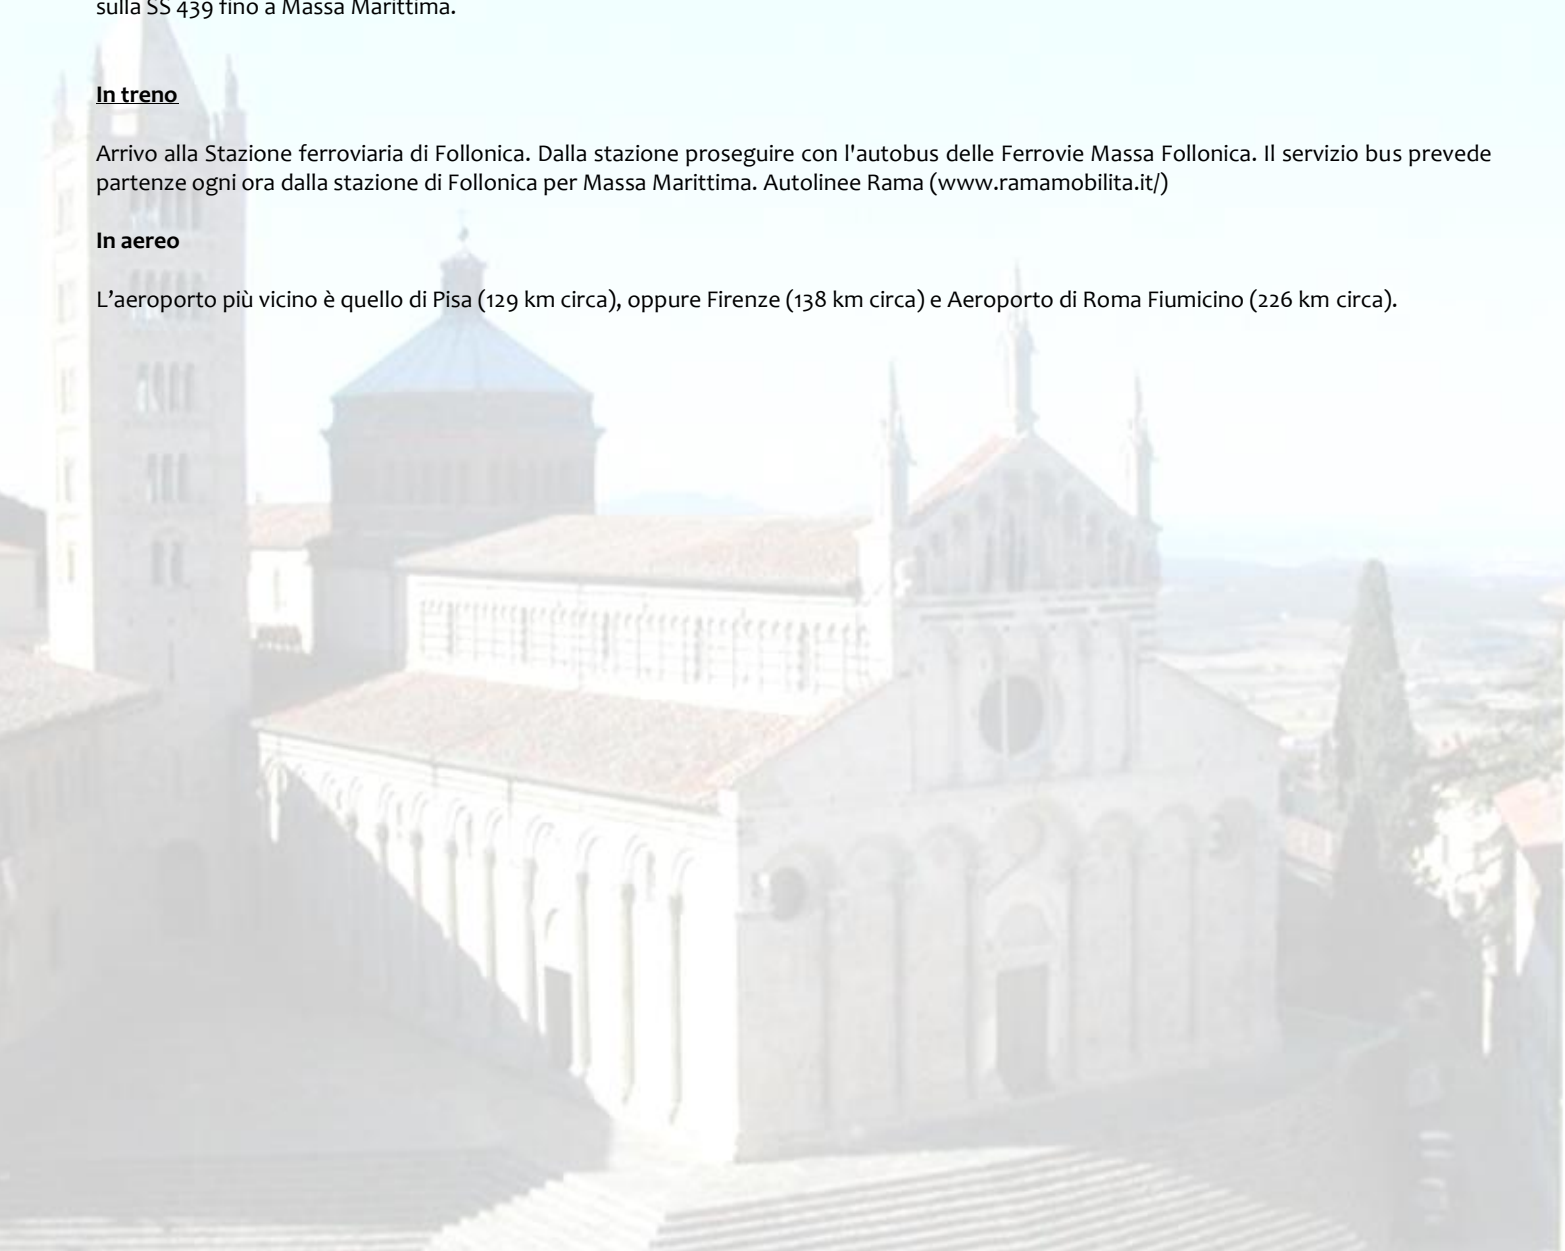 sulla SS 439 fino a Massa Marittima.
In treno
Arrivo alla Stazione ferroviaria di Follonica. Dalla stazione proseguire con l'autobus delle Ferrovie Massa Follonica. Il servizio bus prevede
partenze ogni ora dalla stazione di Follonica per Massa Marittima. Autolinee Rama (www.ramamobilita.it/)
In aereo
L’aeroporto più vicino è quello di Pisa (129 km circa), oppure Firenze (138 km circa) e Aeroporto di Roma Fiumicino (226 km circa).